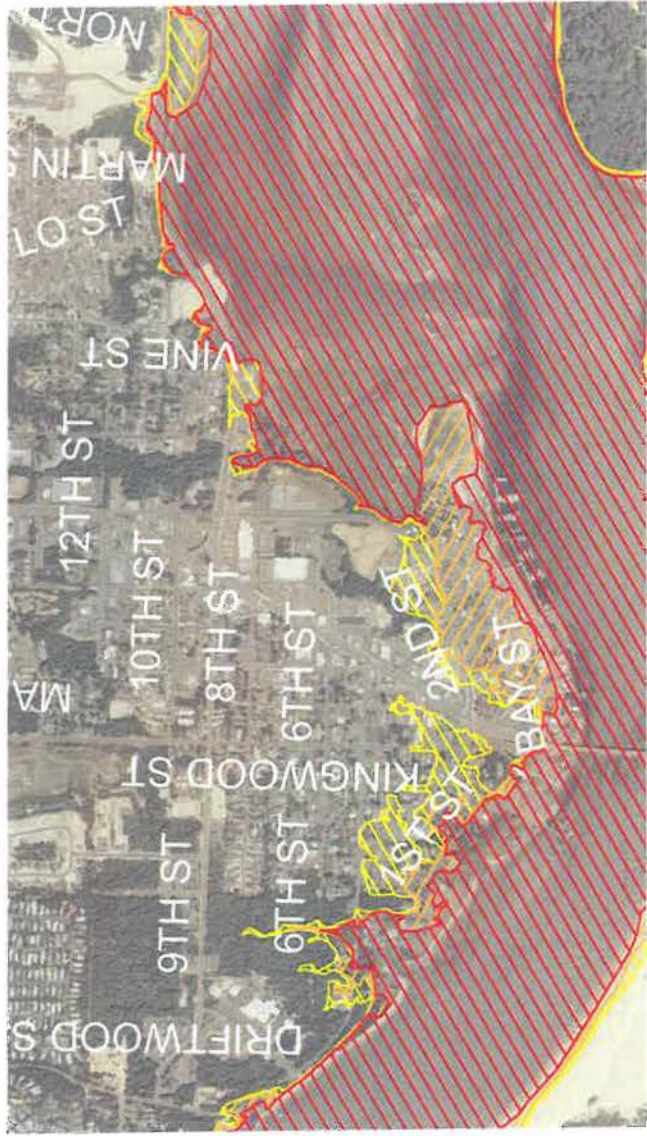 NORTH
MARTIN S
LO ST
VINE ST
12TH ST
10TH ST
8TH ST
6TH ST
2ND ST
BAY ST
MA
KINGWOOD ST
1ST ST
9TH ST
6TH ST
DRIFTWOOD S